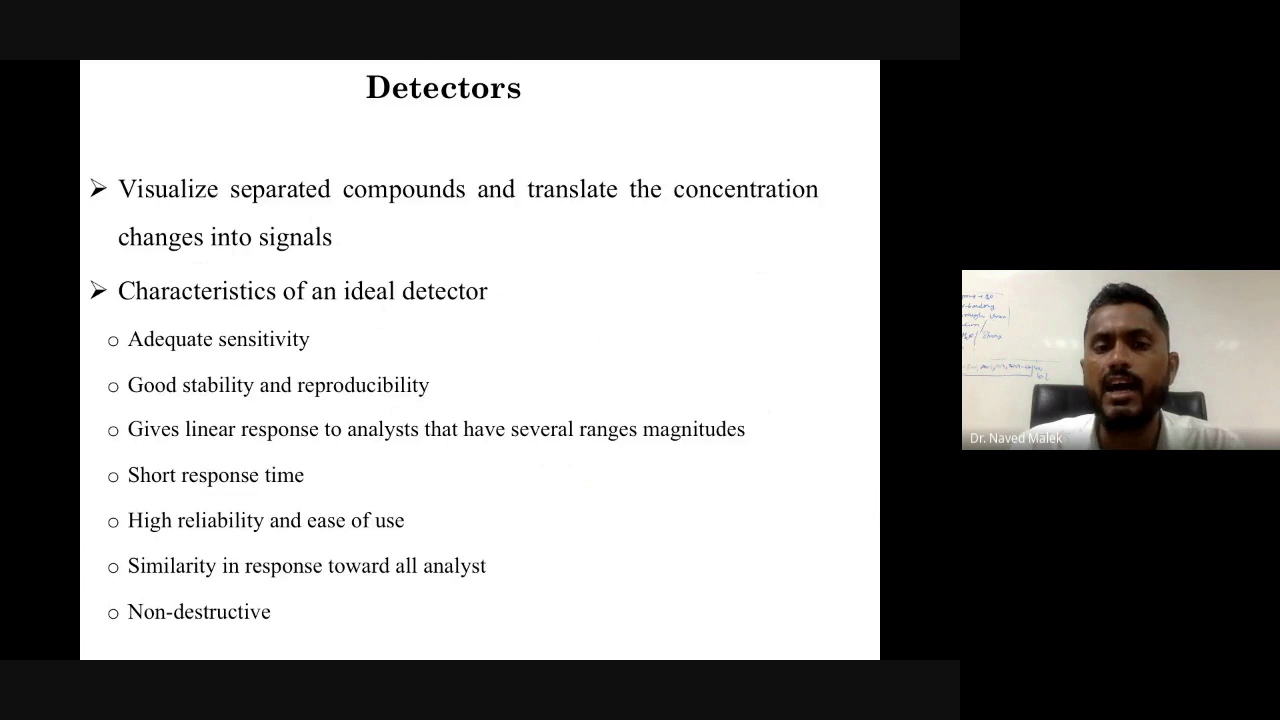 Detectors
➢ Visualize separated compounds and translate the concentration
changes into signals
➢ Characteristics of an ideal detector
o Adequate sensitivity
o Good stability and reproducibility
o Gives linear response to analysts that have several ranges magnitudes
o Short response time
o High reliability and ease of use
o Similarity in response toward all analyst
o Non-destructive
Dr. Naved Malek